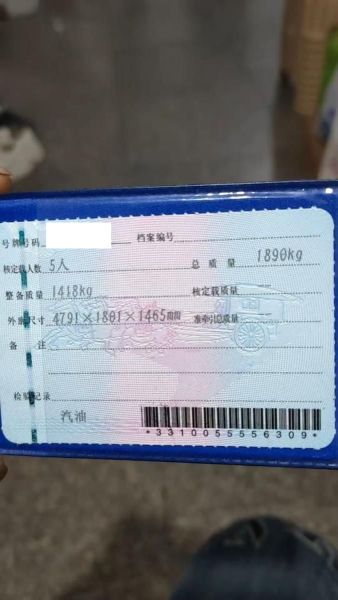 号牌号码 档案编号
核定载人数 5人 总质量 1890kg
整备质量 1418kg 核定载质量
外廓尺寸 4791×1801×1465mm 准牵引总质量
备注
检验记录
汽油
*3310055556309*